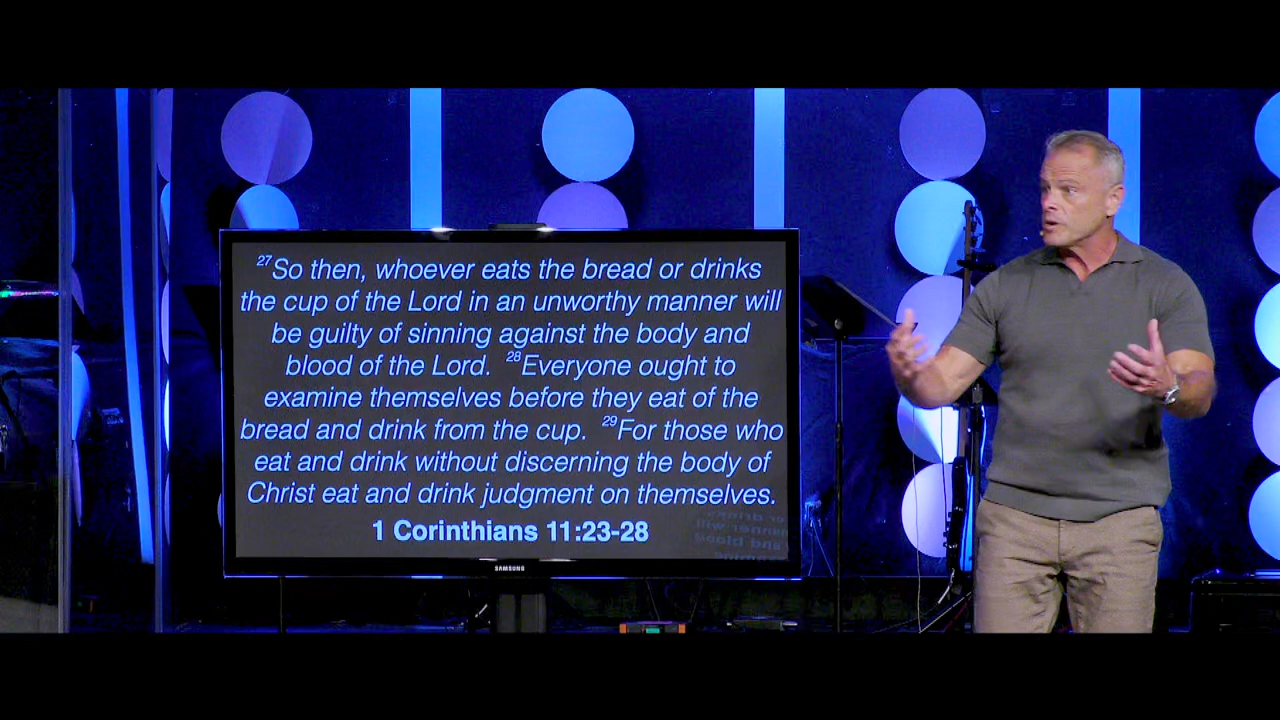 ²⁷So then, whoever eats the bread or drinks
the cup of the Lord in an unworthy manner will
be guilty of sinning against the body and
blood of the Lord. ²⁸Everyone ought to
examine themselves before they eat of the
bread and drink from the cup. ²⁹For those who
eat and drink without discerning the body of
Christ eat and drink judgment on themselves.
1 Corinthians 11:23-28
SAMSUNG